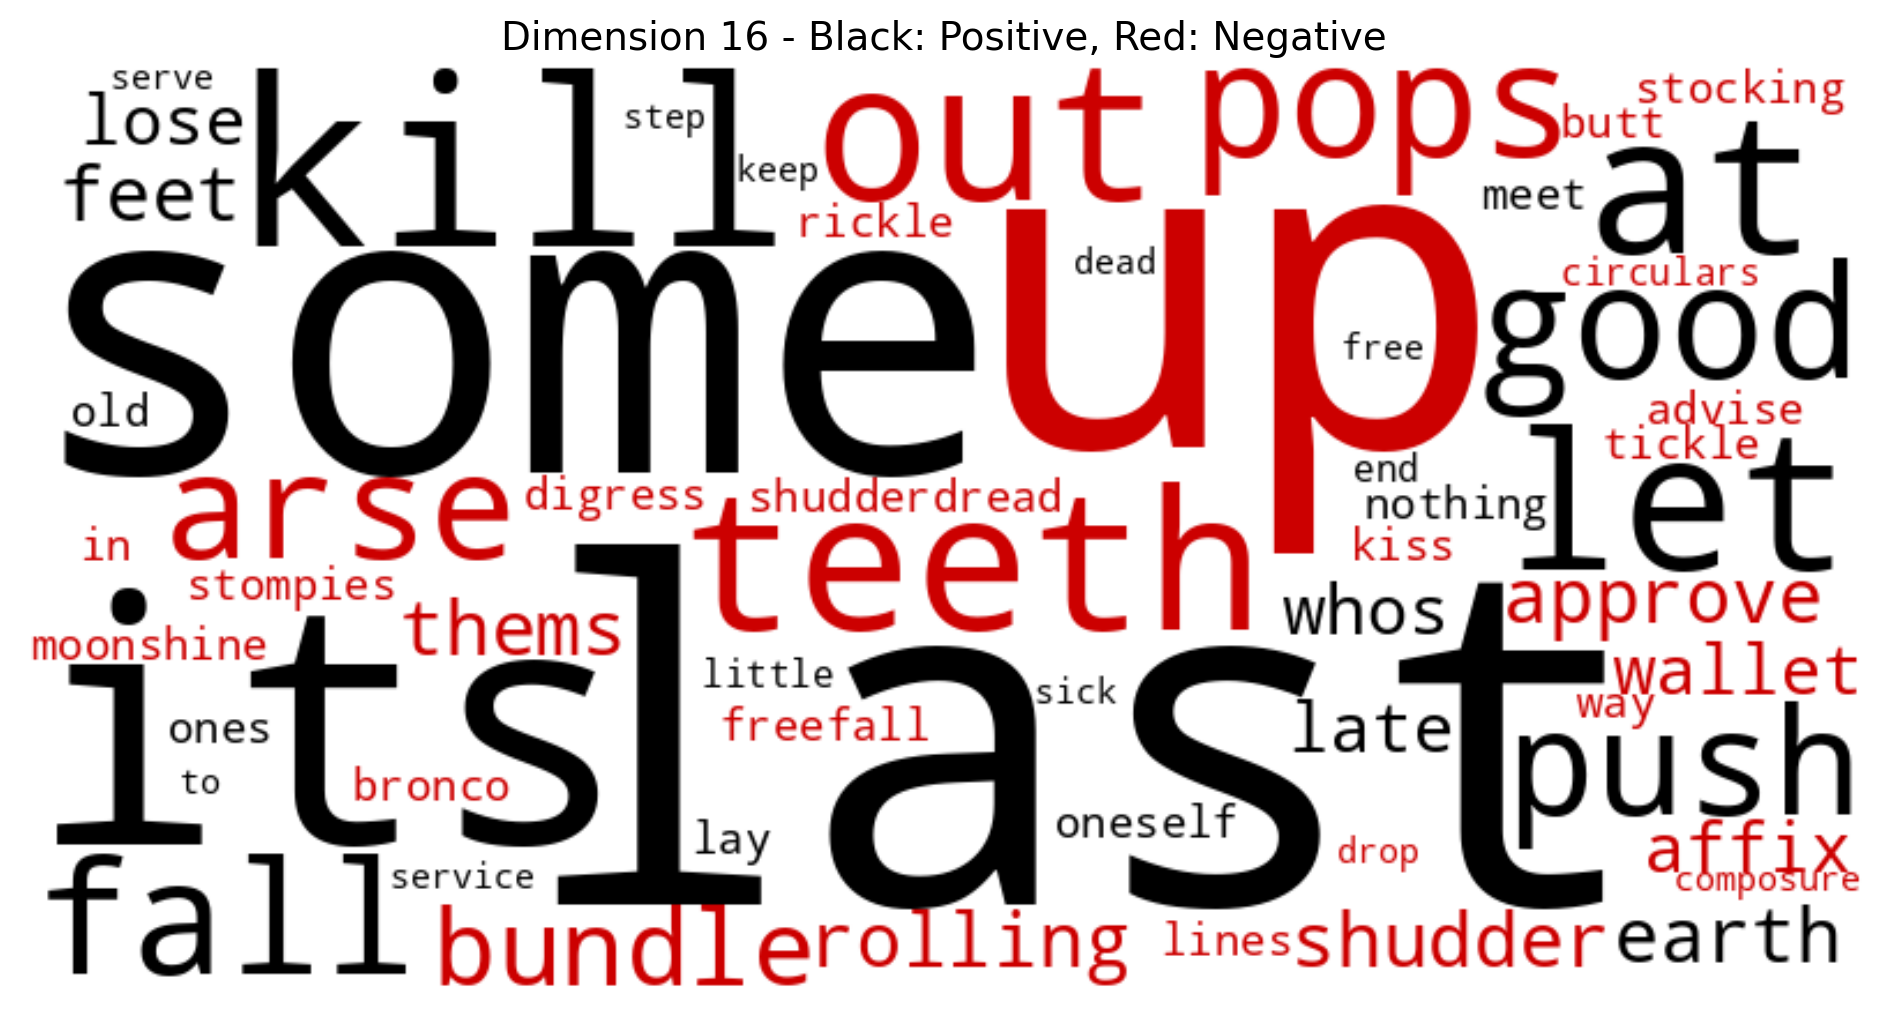 Dimension 16 - Black: Positive, Red: Negative
serve
lose
feet
kill
step
keep
out
pops
stocking
butt
at
meet
rickle
some
up
dead
free
circulars
good
old
advise
tickle
let
end
nothing
kiss
arse
digress
shudderdread
teeth
in
stompies
thems
whos
approve
moonshine
its
last
little
sick
wallet
way
ones
freefall
late
push
to
bronco
lay
oneself
drop
affix
composure
fall
service
bundle
rolling
lines
shudder
earth